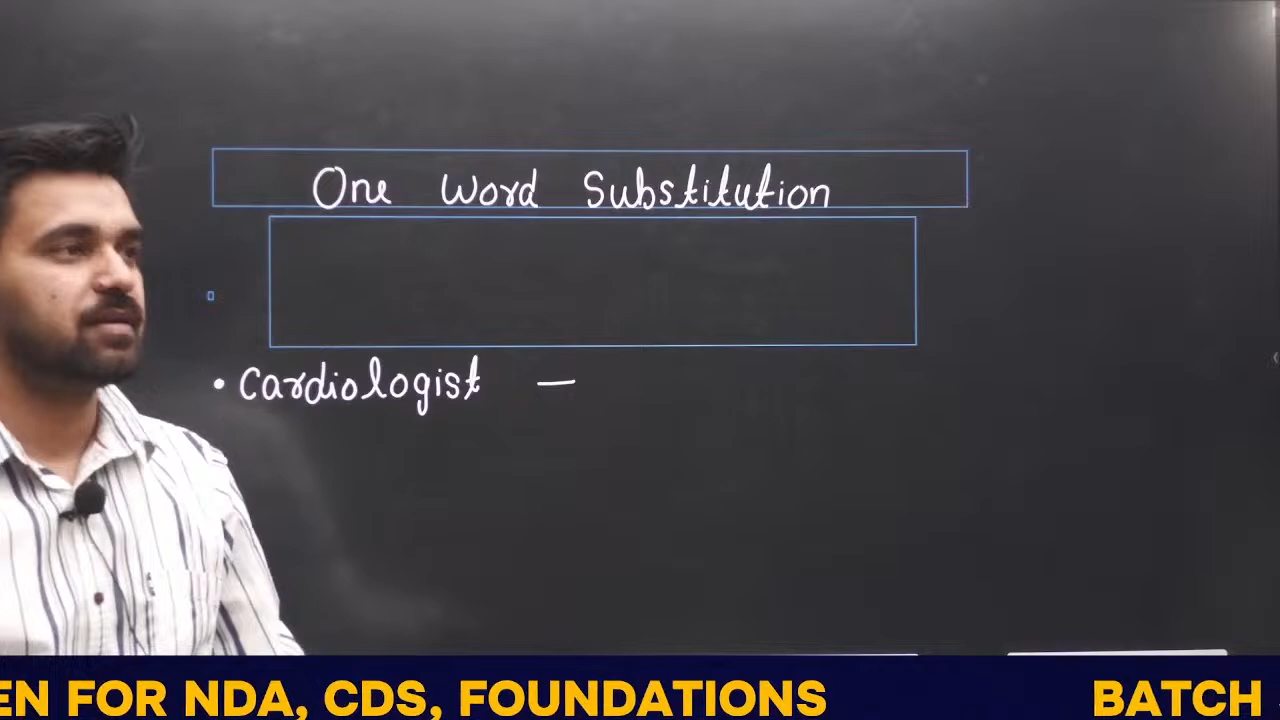 One Word Substitution
• Cardiologist —
EN FOR NDA, CDS, FOUNDATIONS BATCH